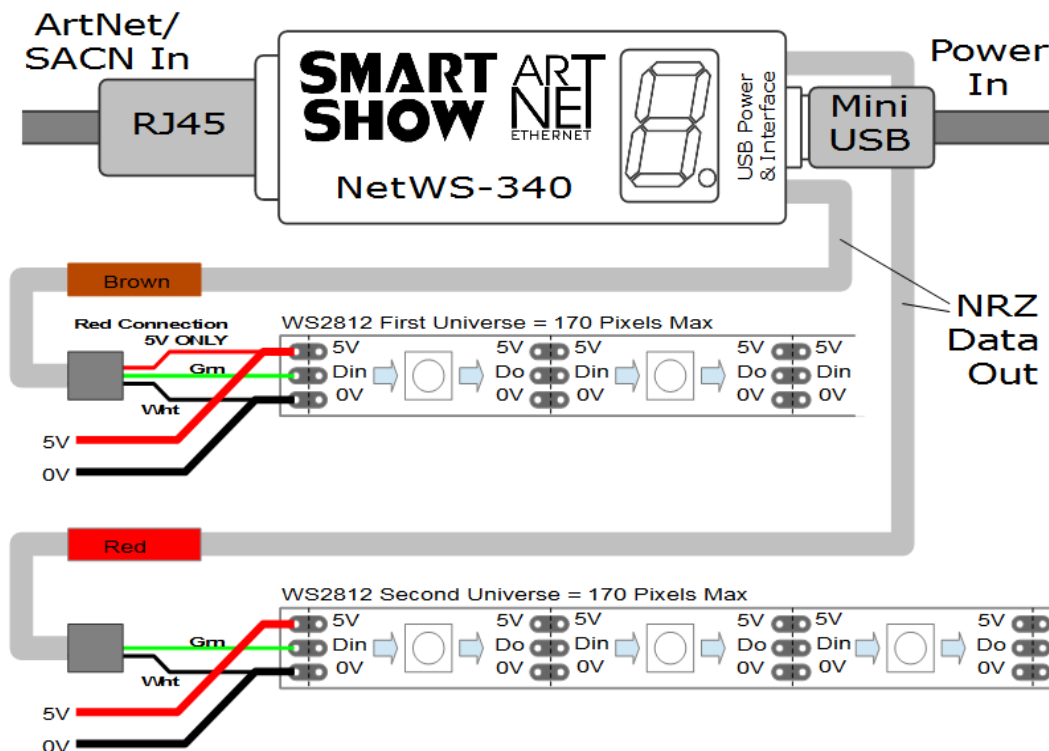 ArtNet/
SACN In
RJ45
SMART
SHOW
ART
NET
ETHERNET
NetWS-340
USB Power
& Interface
Mini
USB
Power
In
Brown
NRZ
Data
Out
Red Connection
5V ONLY
Grn
Wht
5V
0V
WS2812 First Universe = 170 Pixels Max
5V 5V 5V 5V 5V
Din Do Din Do Din
0V 0V 0V 0V 0V
Red
Grn
Wht
5V
0V
WS2812 Second Universe = 170 Pixels Max
5V 5V 5V 5V 5V 5V
Din Do Din Do Din Do
0V 0V 0V 0V 0V 0V